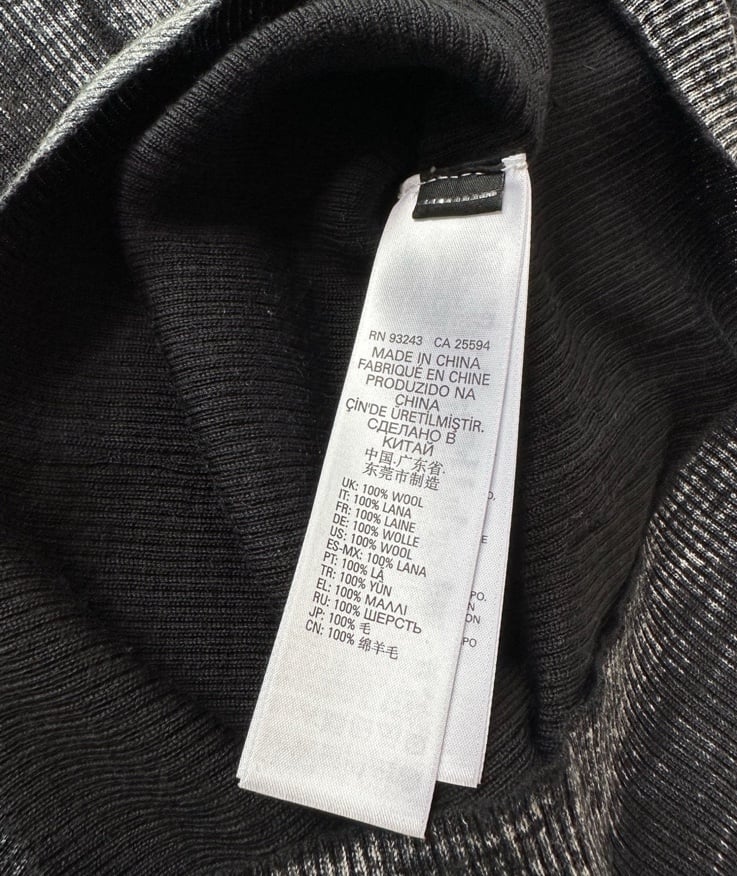 RN 93243 CA 25594
MADE IN CHINA
FABRIQUÉ EN CHINE
PRODUZIDO NA
CHINA
ÇİN'DE ÜRETİLMİŞTİR.
СДЕЛАНО В
КИТАЙ
中国.广东省.
东莞市制造
UK: 100% WOOL
IT: 100% LANA
FR: 100% LAINE
DE: 100% WOLLE
US: 100% WOOL
ES-MX: 100% LANA
PT: 100% LÃ
TR: 100% YÜN
EL: 100% ΜΑΛΛΙ
RU: 100% ШЕРСТЬ
JP: 100% 毛
CN: 100% 绵羊毛